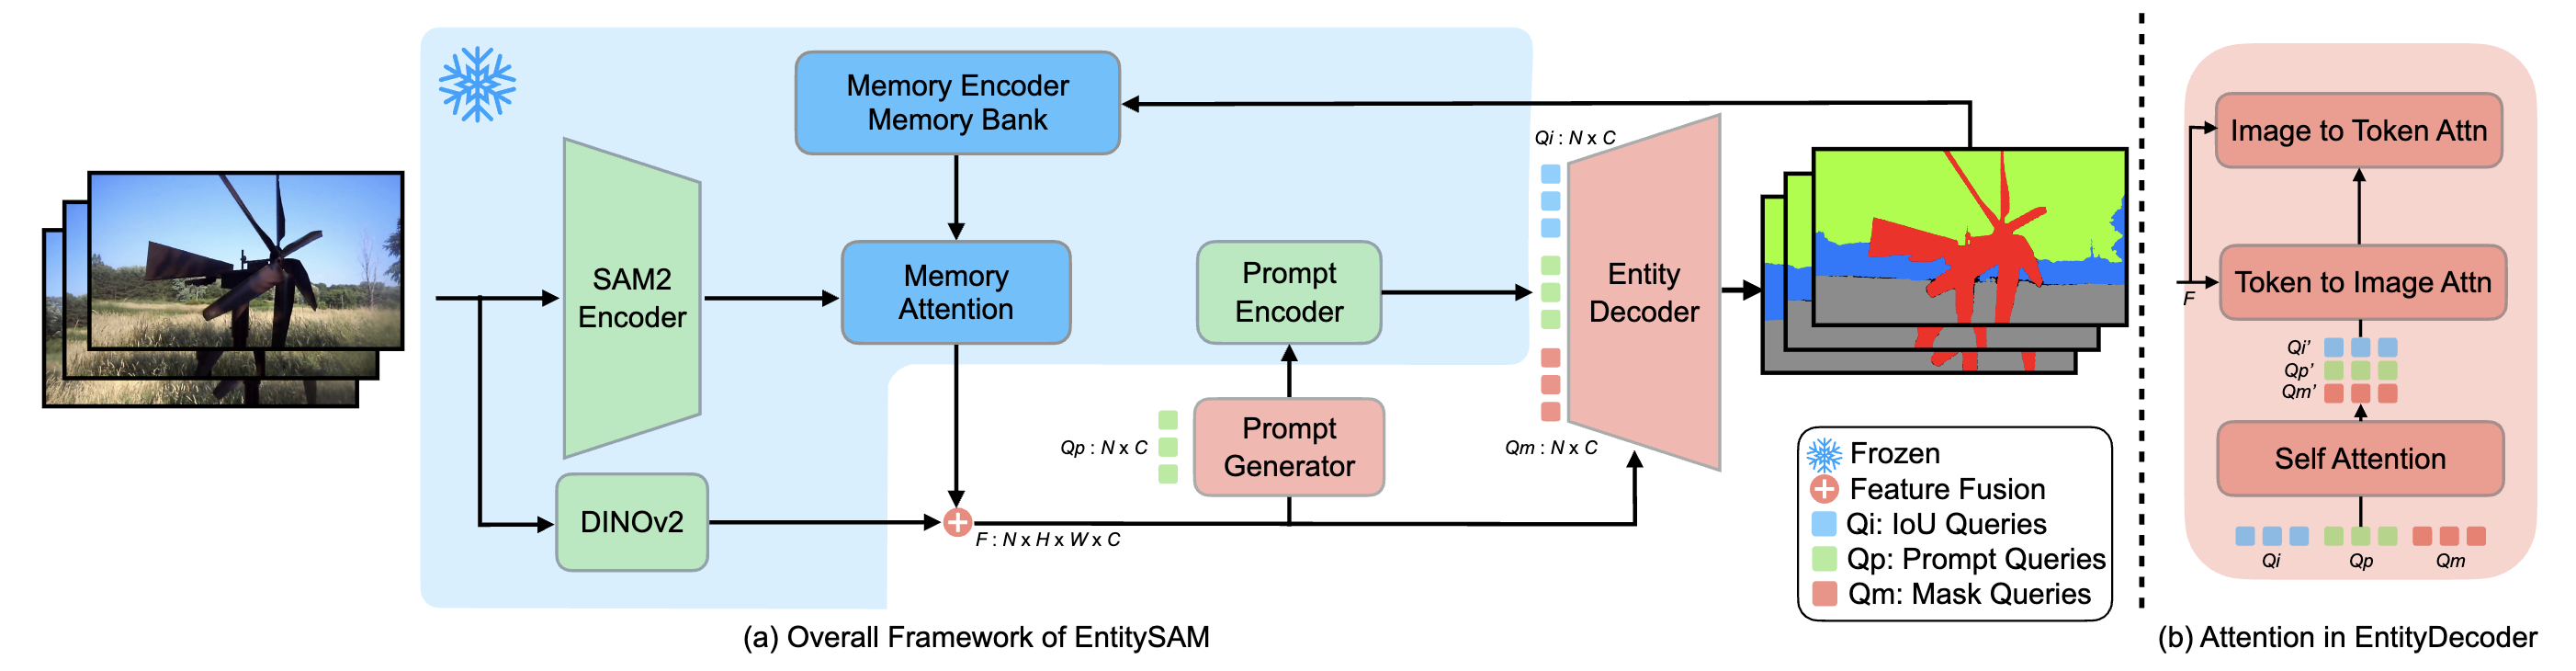 Memory Encoder
Memory Bank
SAM2
Encoder
Memory
Attention
DINOv2
F : N x H x W x C
Prompt
Encoder
Qp : N x C
Prompt
Generator
Qi : N x C
Qm : N x C
Entity
Decoder
Frozen
Feature Fusion
Qi: IoU Queries
Qp: Prompt Queries
Qm: Mask Queries
(a) Overall Framework of EntitySAM
Image to Token Attn
Token to Image Attn
F
Qi'
Qp'
Qm'
Self Attention
Qi Qp Qm
(b) Attention in EntityDecoder